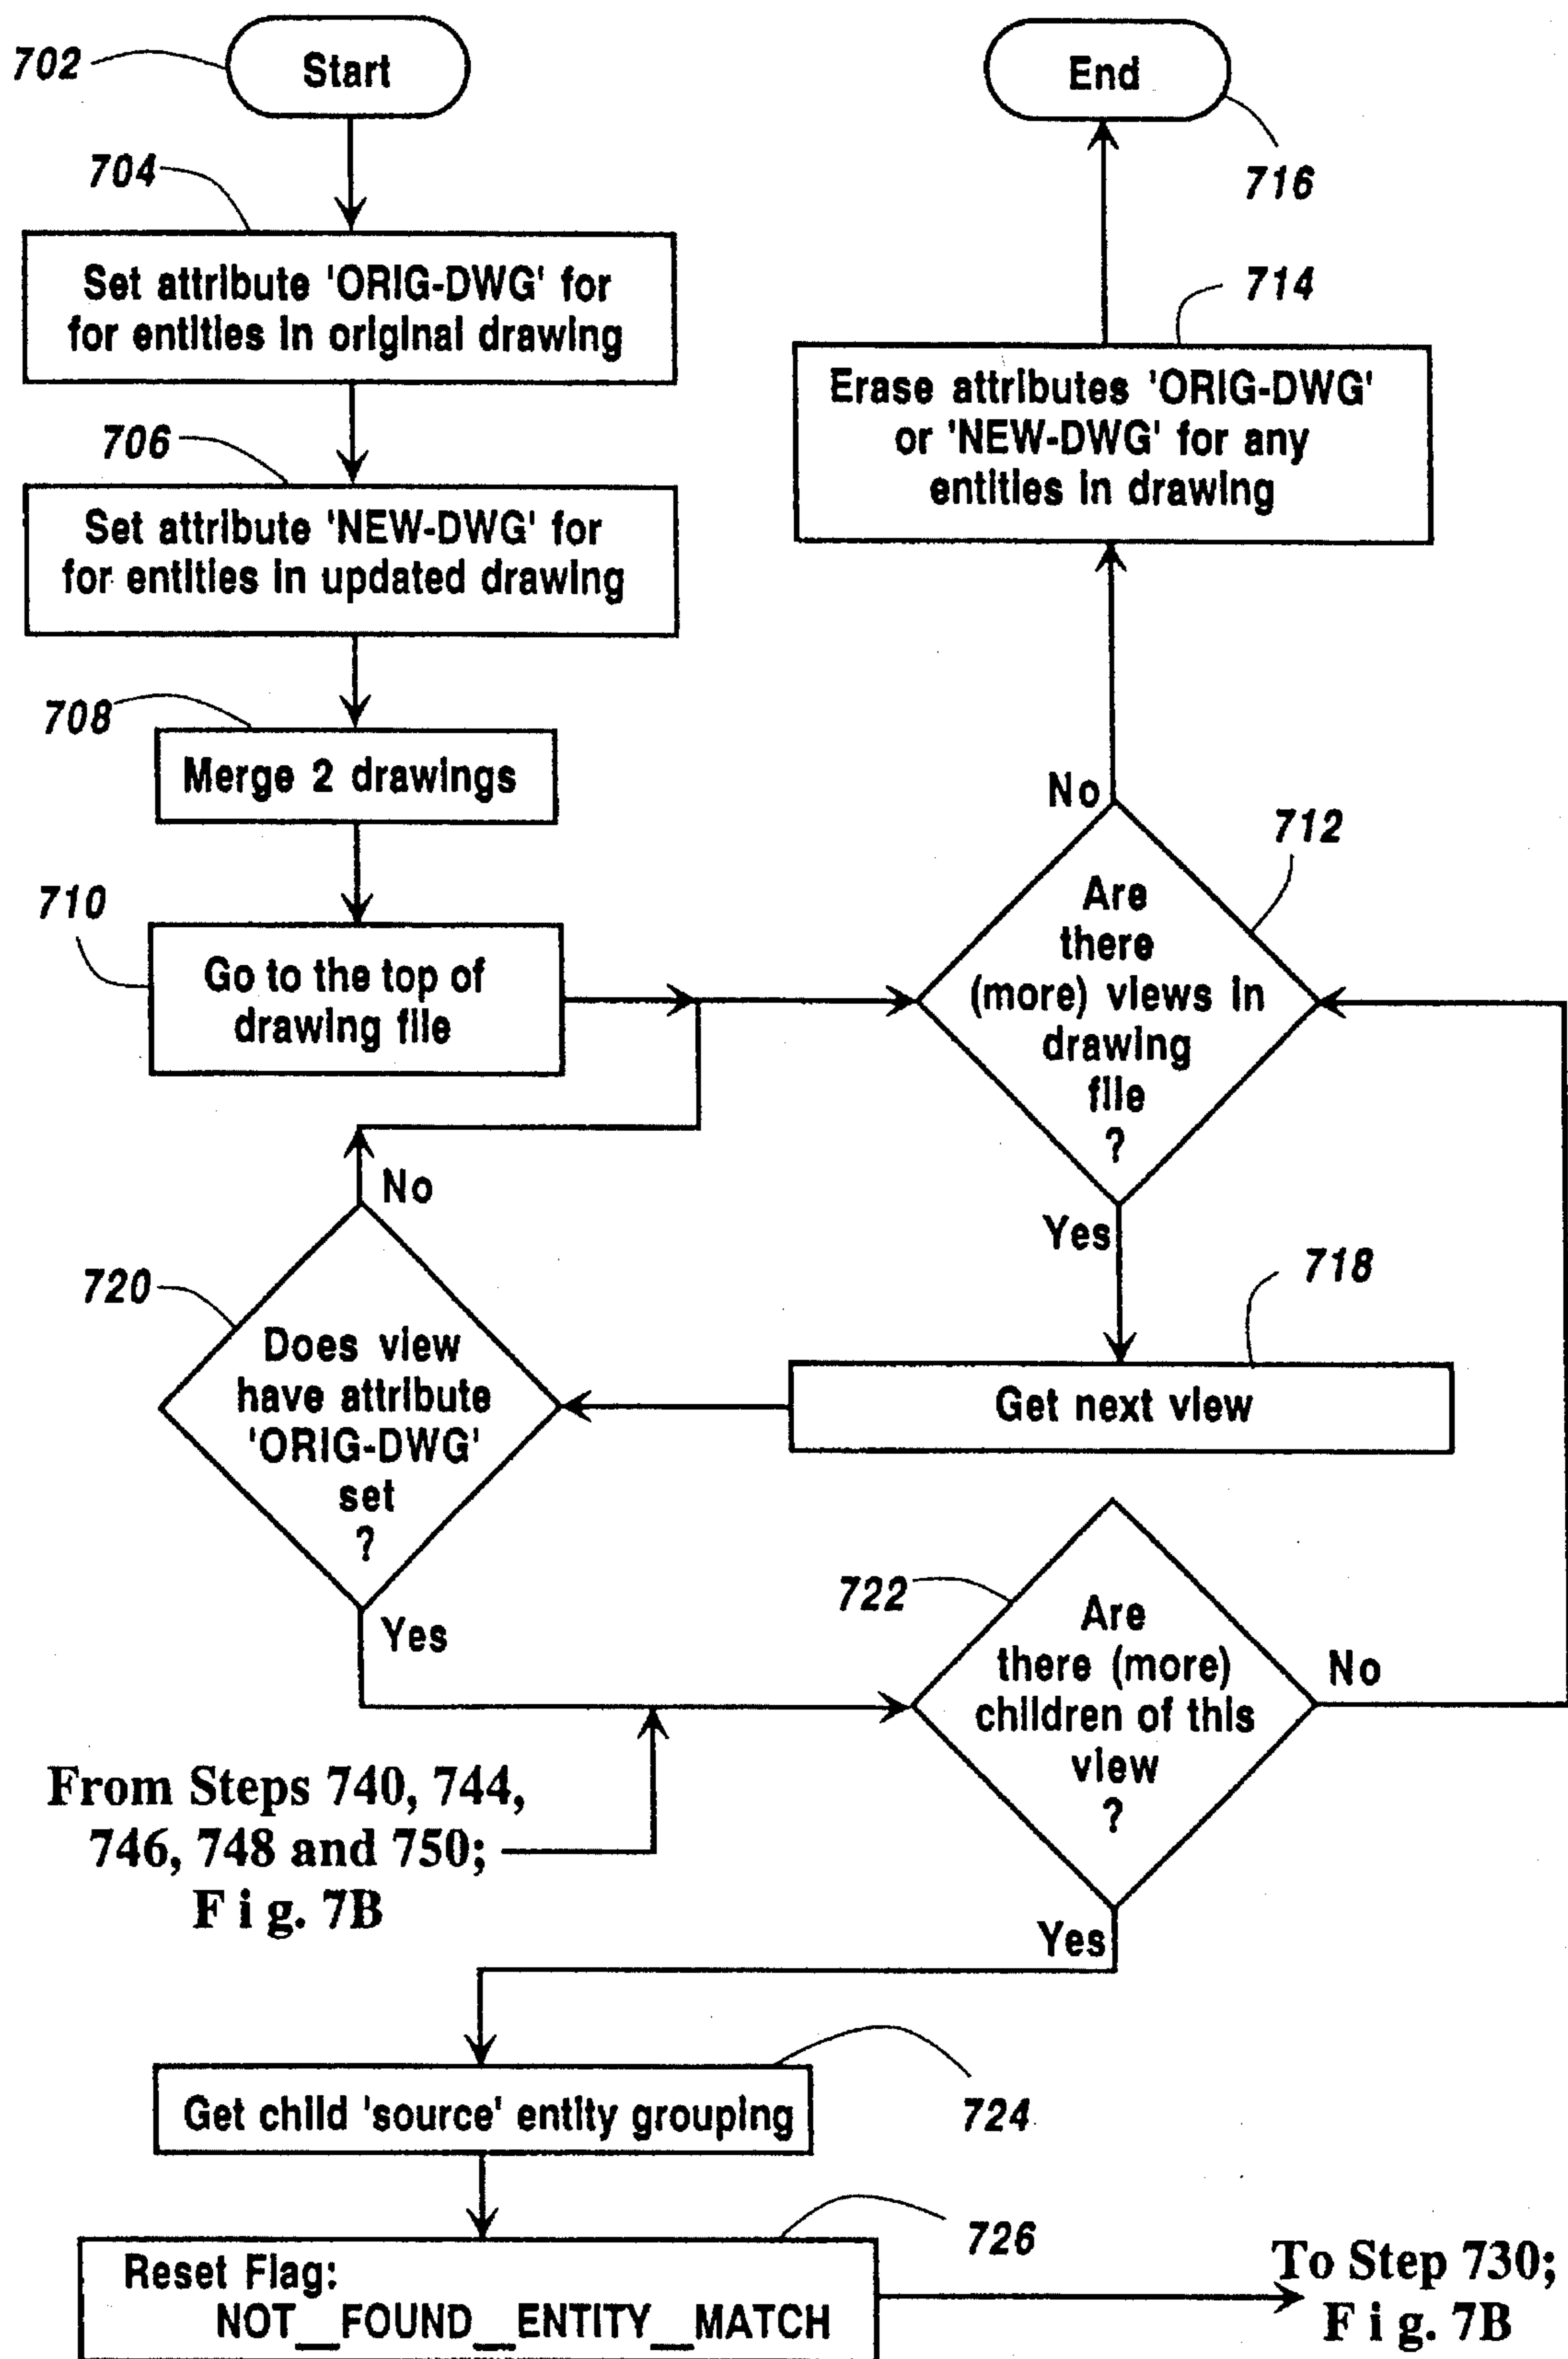 702
Start
704
Set attribute 'ORIG-DWG' for
for entities in original drawing
706
Set attribute 'NEW-DWG' for
for entities in updated drawing
708
Merge 2 drawings
710
Go to the top of
drawing file
End
716
714
Erase attributes 'ORIG-DWG'
or 'NEW-DWG' for any
entities in drawing
No
712
Are
there
(more) views in
drawing
file
?
Yes
718
Get next view
No
720
Does view
have attribute
'ORIG-DWG'
set
?
Yes
722
Are
there (more)
children of this
view
?
No
Yes
From Steps 740, 744,
746, 748 and 750;
Fig. 7B
724
Get child 'source' entity grouping
726
Reset Flag:
NOT_FOUND_ENTITY_MATCH
To Step 730;
Fig. 7B